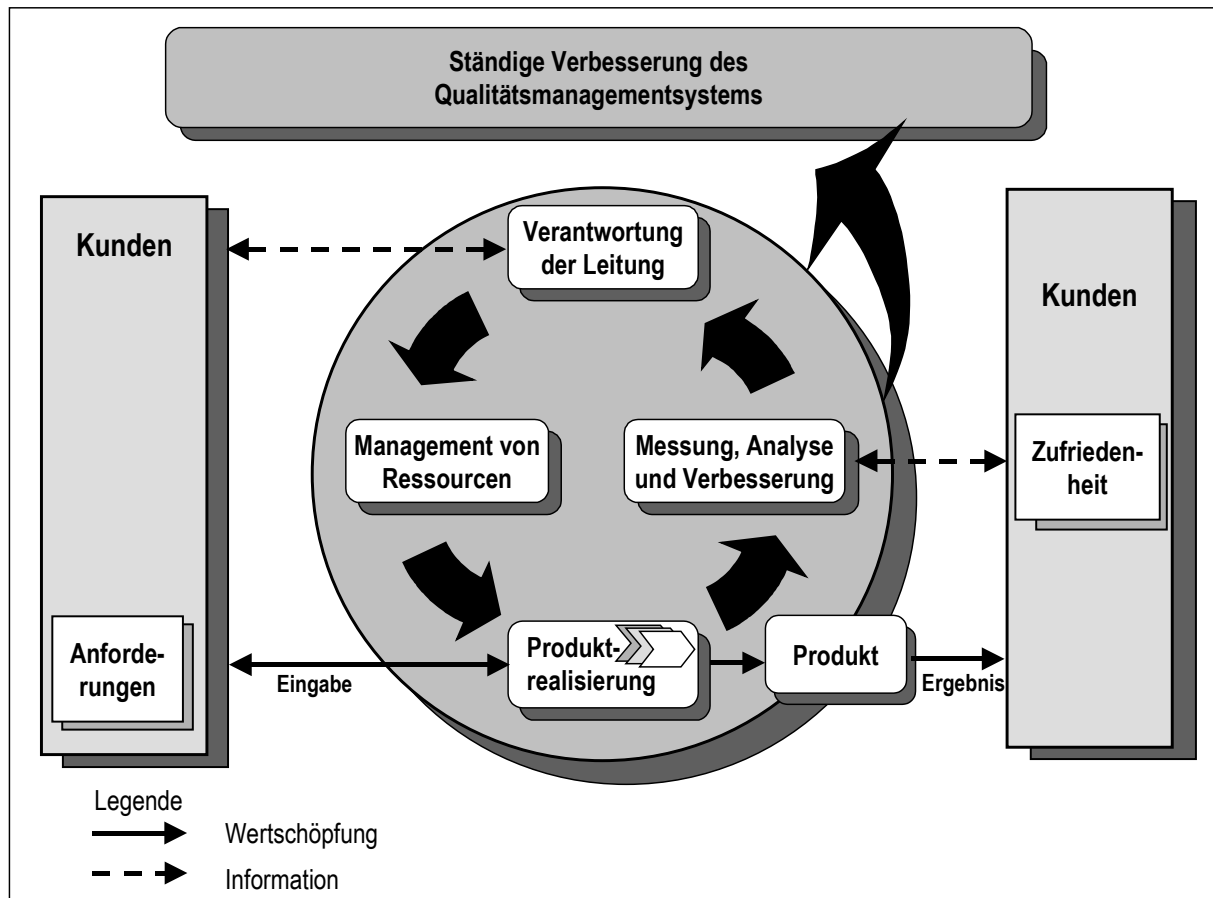 Ständige Verbesserung des
Qualitätsmanagementsystems
Kunden
Verantwortung
der Leitung
Kunden
Management von
Ressourcen
Messung, Analyse
und Verbesserung
Zufrieden-
heit
Anforde-
rungen
Eingabe
Produkt-
realisierung
Produkt
Ergebnis
Legende
Wertschöpfung
Information